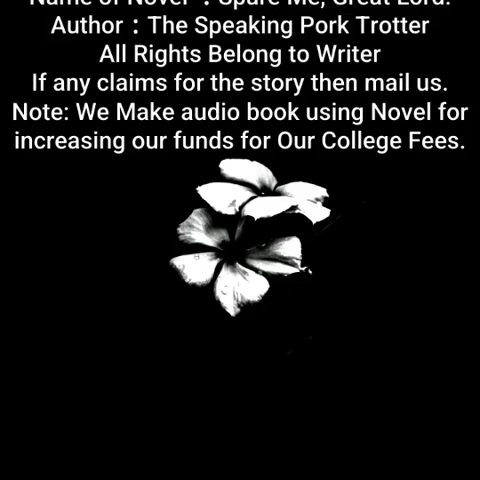 Name of Novel : Spare Me, Great Lord!
Author : The Speaking Pork Trotter
All Rights Belong to Writer
If any claims for the story then mail us.
Note: We Make audio book using Novel for
increasing our funds for Our College Fees.